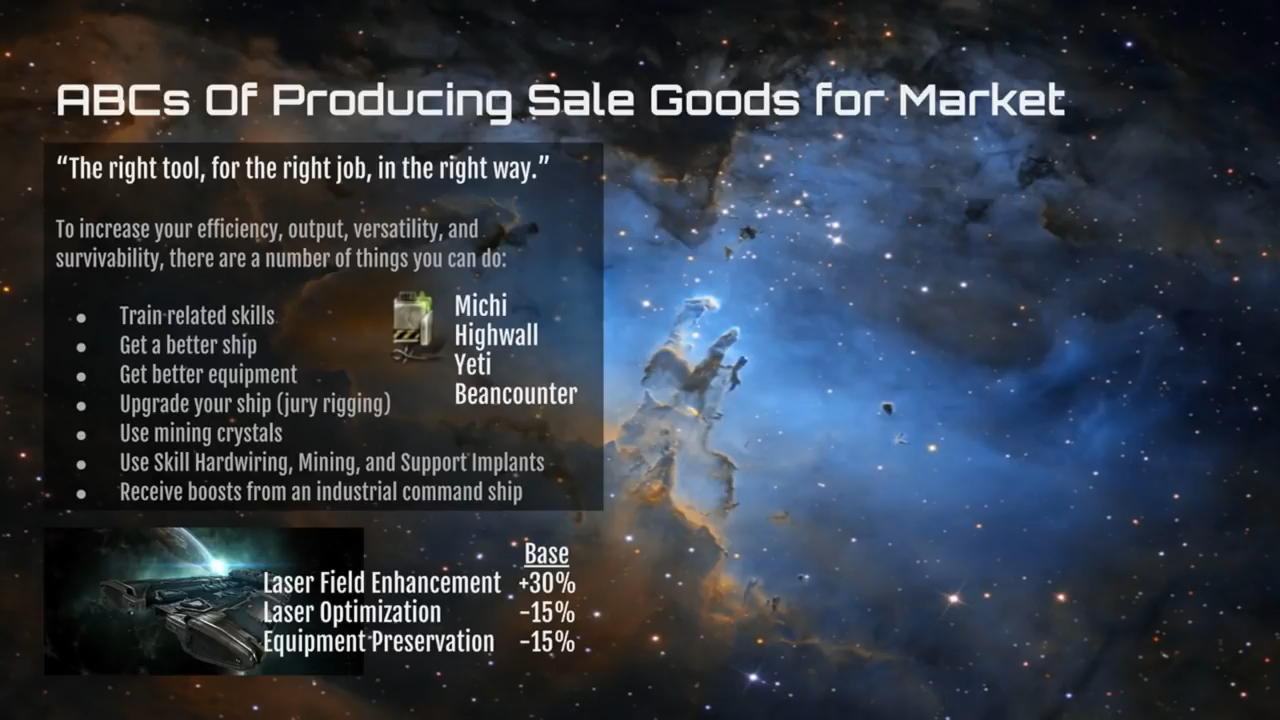 ABCs Of Producing Sale Goods for Market
“The right tool, for the right job, in the right way.”
To increase your efficiency, output, versatility, and
survivability, there are a number of things you can do:
● Train related skills
● Get a better ship
● Get better equipment
● Upgrade your ship (jury rigging)
● Use mining crystals
● Use Skill Hardwiring, Mining, and Support Implants
● Receive boosts from an industrial command ship
Michi
Highwall
Yeti
Beancounter
Base
Laser Field Enhancement +30%
Laser Optimization -15%
Equipment Preservation -15%